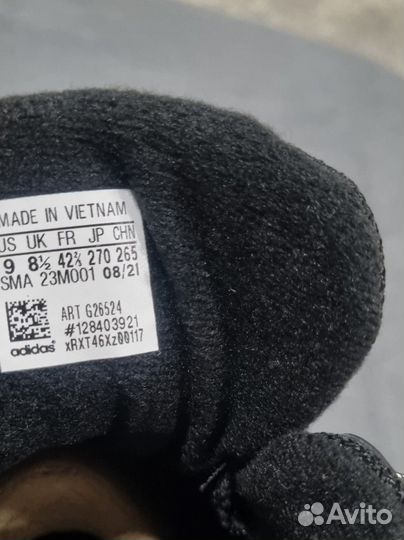 MADE IN VIETNAM
US UK FR JP CHN
9 8½ 42⅔ 270 265
SMA 23M001 08/21
ART G26524
#128403921
xRXT46Xz00117
adidas
Avito